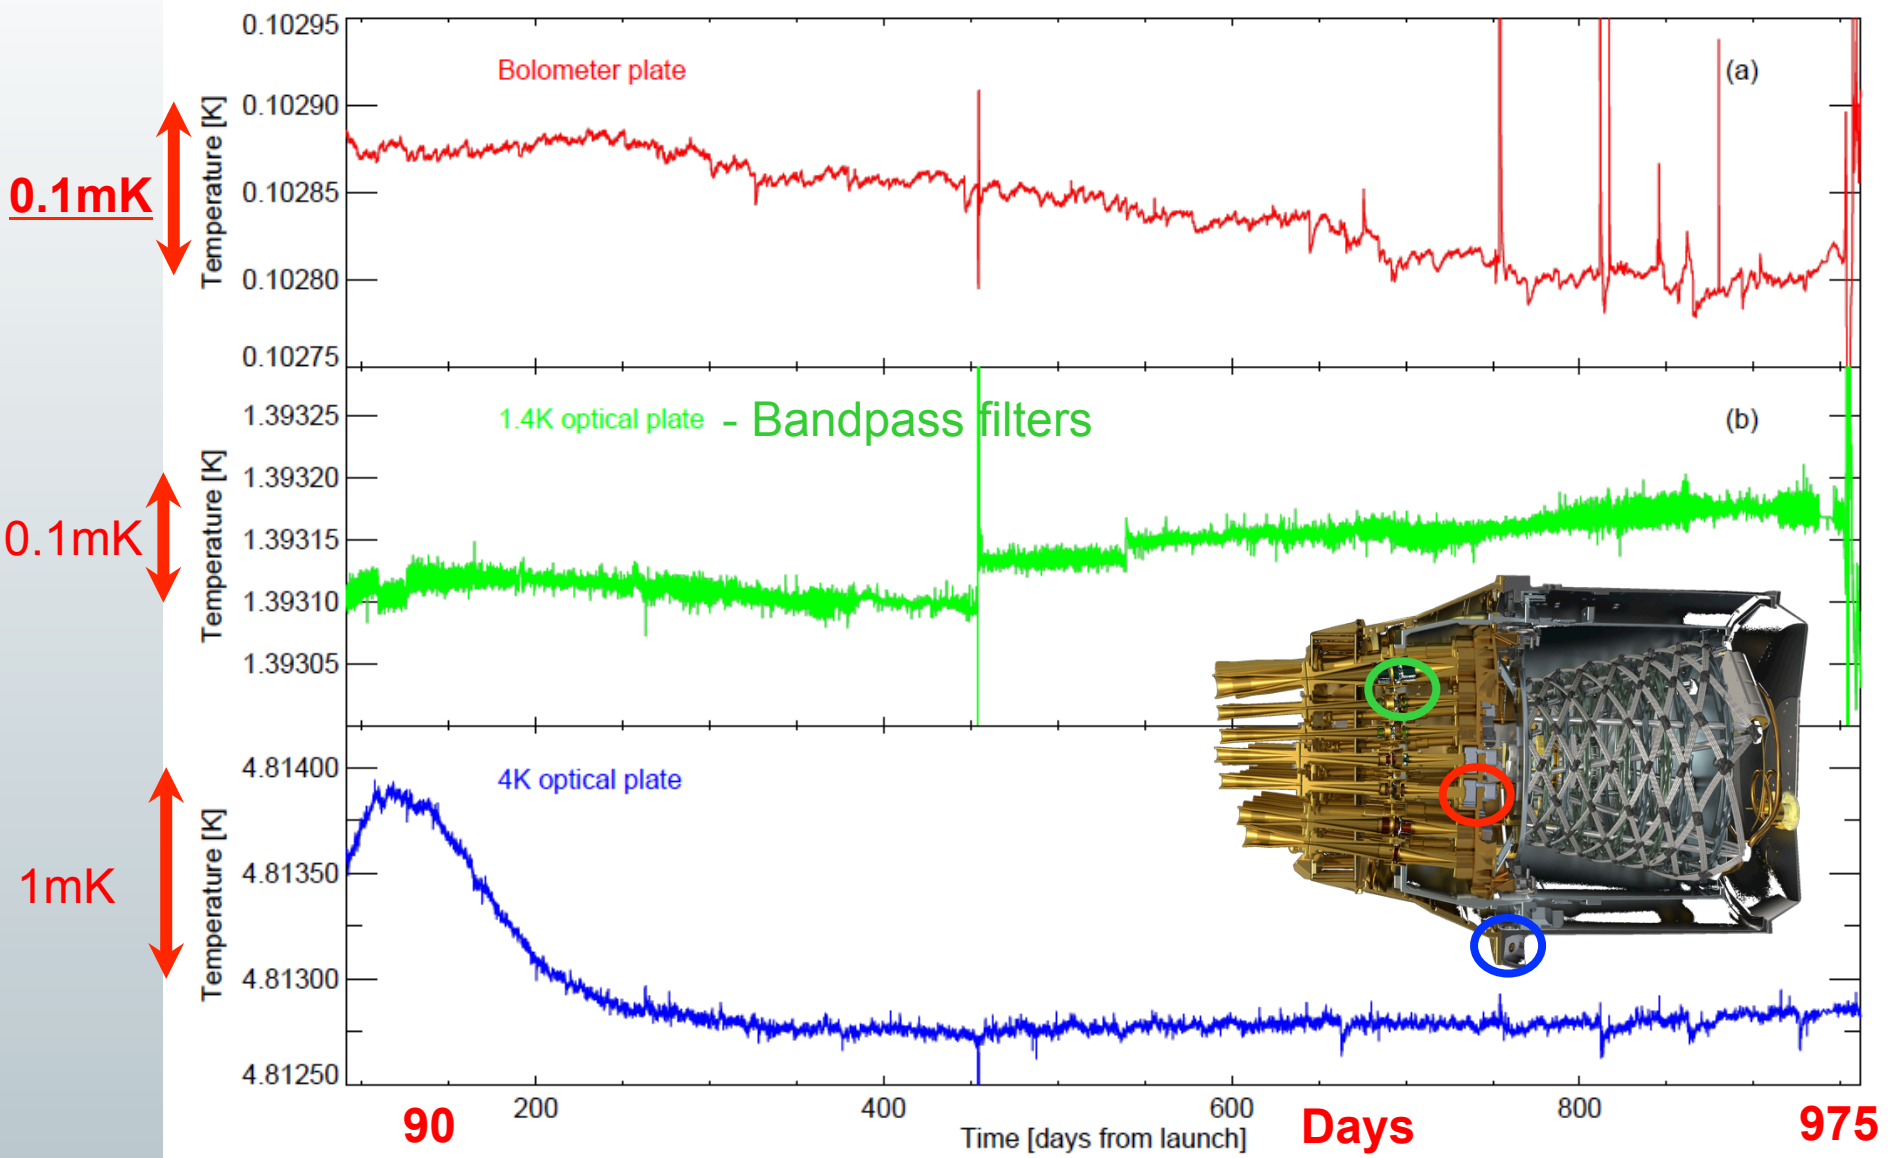 0.10295
Bolometer plate
(a)
0.10290
0.1mK
0.10285
Temperature [K]
0.10280
0.10275
1.39325
1.4K optical plate - Bandpass filters
(b)
1.39320
0.1mK
1.39315
Temperature [K]
1.39310
1.39305
4.81400
4K optical plate
4.81350
1mK
Temperature [K]
4.81300
4.81250
200
400
600
800
90
Days
975
Time [days from launch]